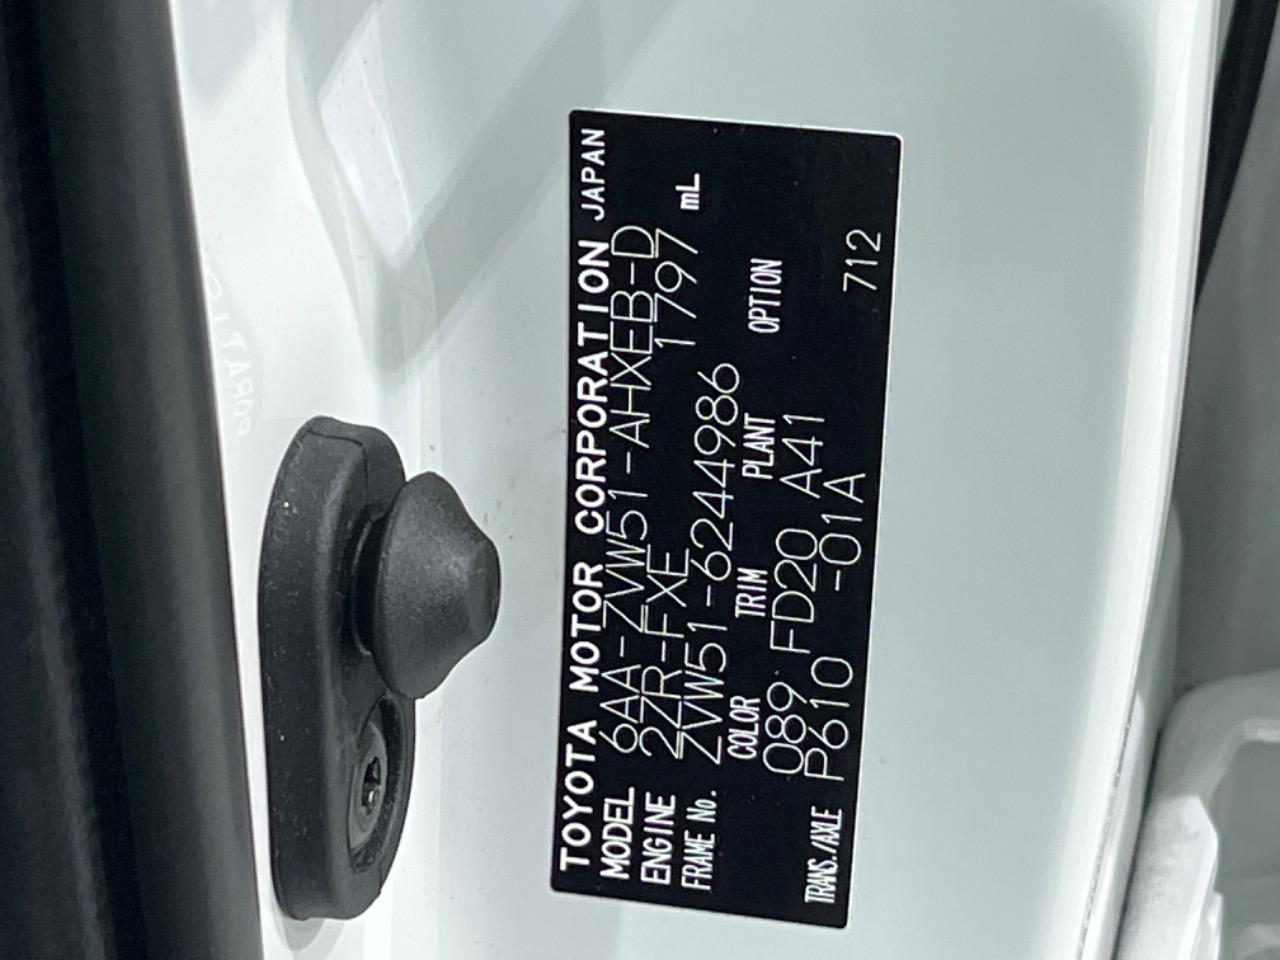 TOYOTA MOTOR CORPORATION JAPAN
MODEL 6AA-ZVW51-AHXEB-D
ENGINE 2ZR-FXE 1797 mL
FRAME No. ZVW51-6244986
COLOR TRIM PLANT OPTION
089 FD20 A41
TRANS./AXLE P610 -01A 712